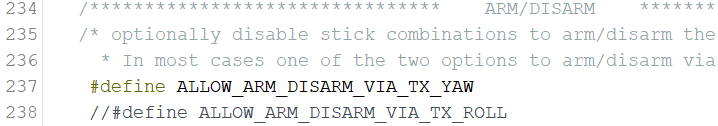 234 /******************************** ARM/DISARM *******
235 /* optionally disable stick combinations to arm/disarm the
236 * In most cases one of the two options to arm/disarm via
237 #define ALLOW_ARM_DISARM_VIA_TX_YAW
238 //#define ALLOW_ARM_DISARM_VIA_TX_ROLL